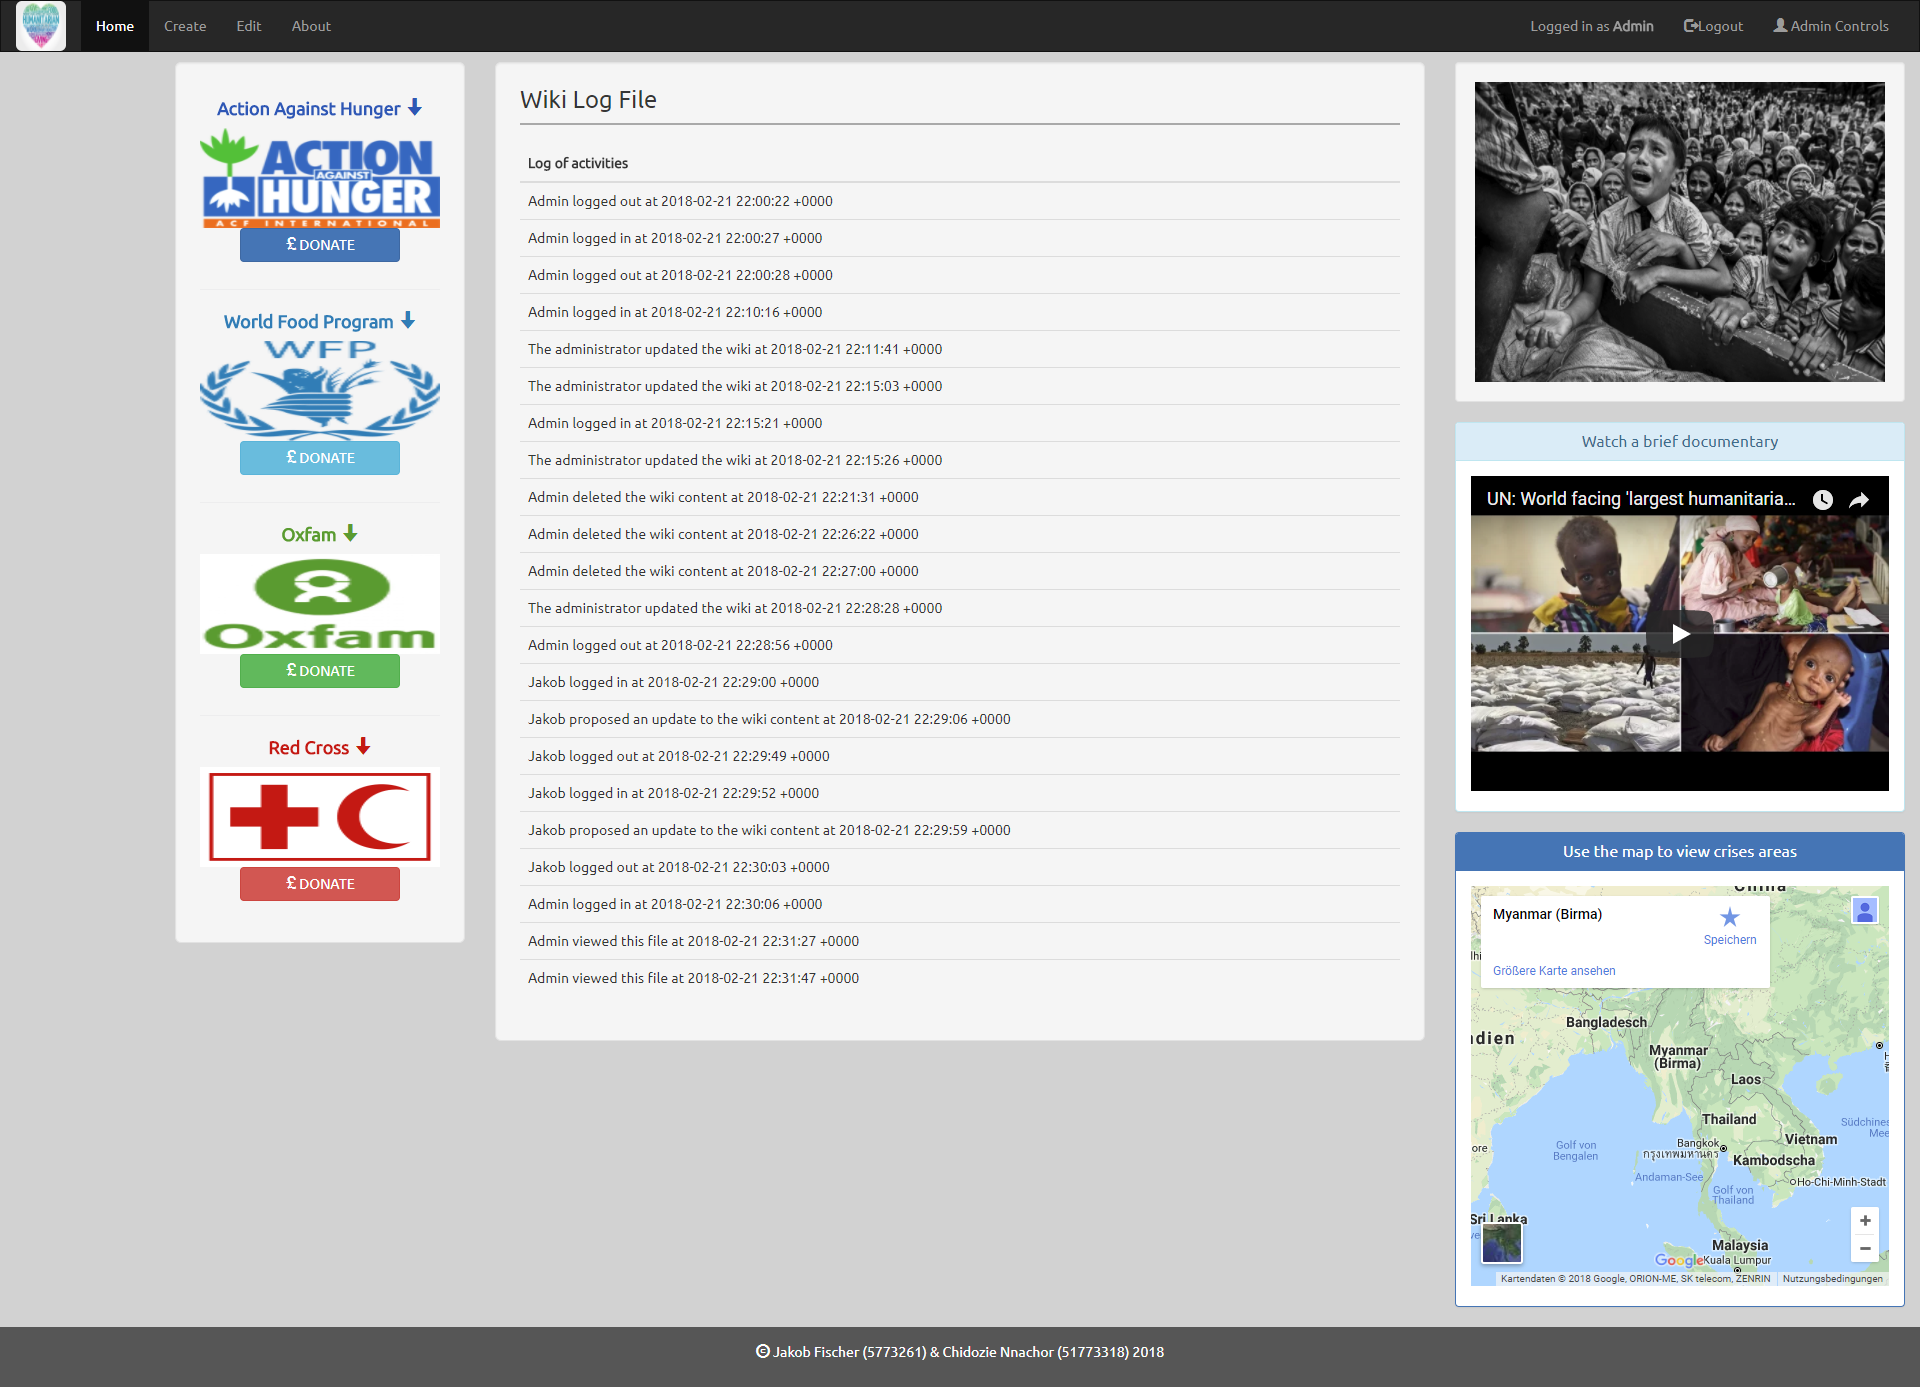 HUMANITARIAN
LIVING
Home
Create
Edit
About
Logged in as Admin
Logout
Admin Controls
Action Against Hunger
ACTION
AGAINST
HUNGER
ACF INTERNATIONAL
£ DONATE
World Food Program
WFP
£ DONATE
Oxfam
Oxfam
£ DONATE
Red Cross
£ DONATE
Wiki Log File
Log of activities
Admin logged out at 2018-02-21 22:00:22 +0000
Admin logged in at 2018-02-21 22:00:27 +0000
Admin logged out at 2018-02-21 22:00:28 +0000
Admin logged in at 2018-02-21 22:10:16 +0000
The administrator updated the wiki at 2018-02-21 22:11:41 +0000
The administrator updated the wiki at 2018-02-21 22:15:03 +0000
Admin logged in at 2018-02-21 22:15:21 +0000
The administrator updated the wiki at 2018-02-21 22:15:26 +0000
Admin deleted the wiki content at 2018-02-21 22:21:31 +0000
Admin deleted the wiki content at 2018-02-21 22:26:22 +0000
Admin deleted the wiki content at 2018-02-21 22:27:00 +0000
The administrator updated the wiki at 2018-02-21 22:28:28 +0000
Admin logged out at 2018-02-21 22:28:56 +0000
Jakob logged in at 2018-02-21 22:29:00 +0000
Jakob proposed an update to the wiki content at 2018-02-21 22:29:06 +0000
Jakob logged out at 2018-02-21 22:29:49 +0000
Jakob logged in at 2018-02-21 22:29:52 +0000
Jakob proposed an update to the wiki content at 2018-02-21 22:29:59 +0000
Jakob logged out at 2018-02-21 22:30:03 +0000
Admin logged in at 2018-02-21 22:30:06 +0000
Admin viewed this file at 2018-02-21 22:31:27 +0000
Admin viewed this file at 2018-02-21 22:31:47 +0000
Watch a brief documentary
UN: World facing 'largest humanitaria...
Use the map to view crises areas
China
Myanmar (Birma)
Speichern
lhi
Größere Karte ansehen
Bangladesch
ndien
Myanmar
(Birma)
Laos
Thailand
Südchines
Mee
Vietnam
Golf von
Bengalen
ore
Bangkok
กรุงเทพมหานคร
Kambodscha
Andaman-See
Ho-Chi-Minh-Stadt
Golf von
Thailand
Sri Lanka
ve
Malaysia
Google
Kuala Lumpur
Kartendaten © 2018 Google, ORION-ME, SK telecom, ZENRIN
Nutzungsbedingungen
© Jakob Fischer (5773261) & Chidozie Nnachor (51773318) 2018